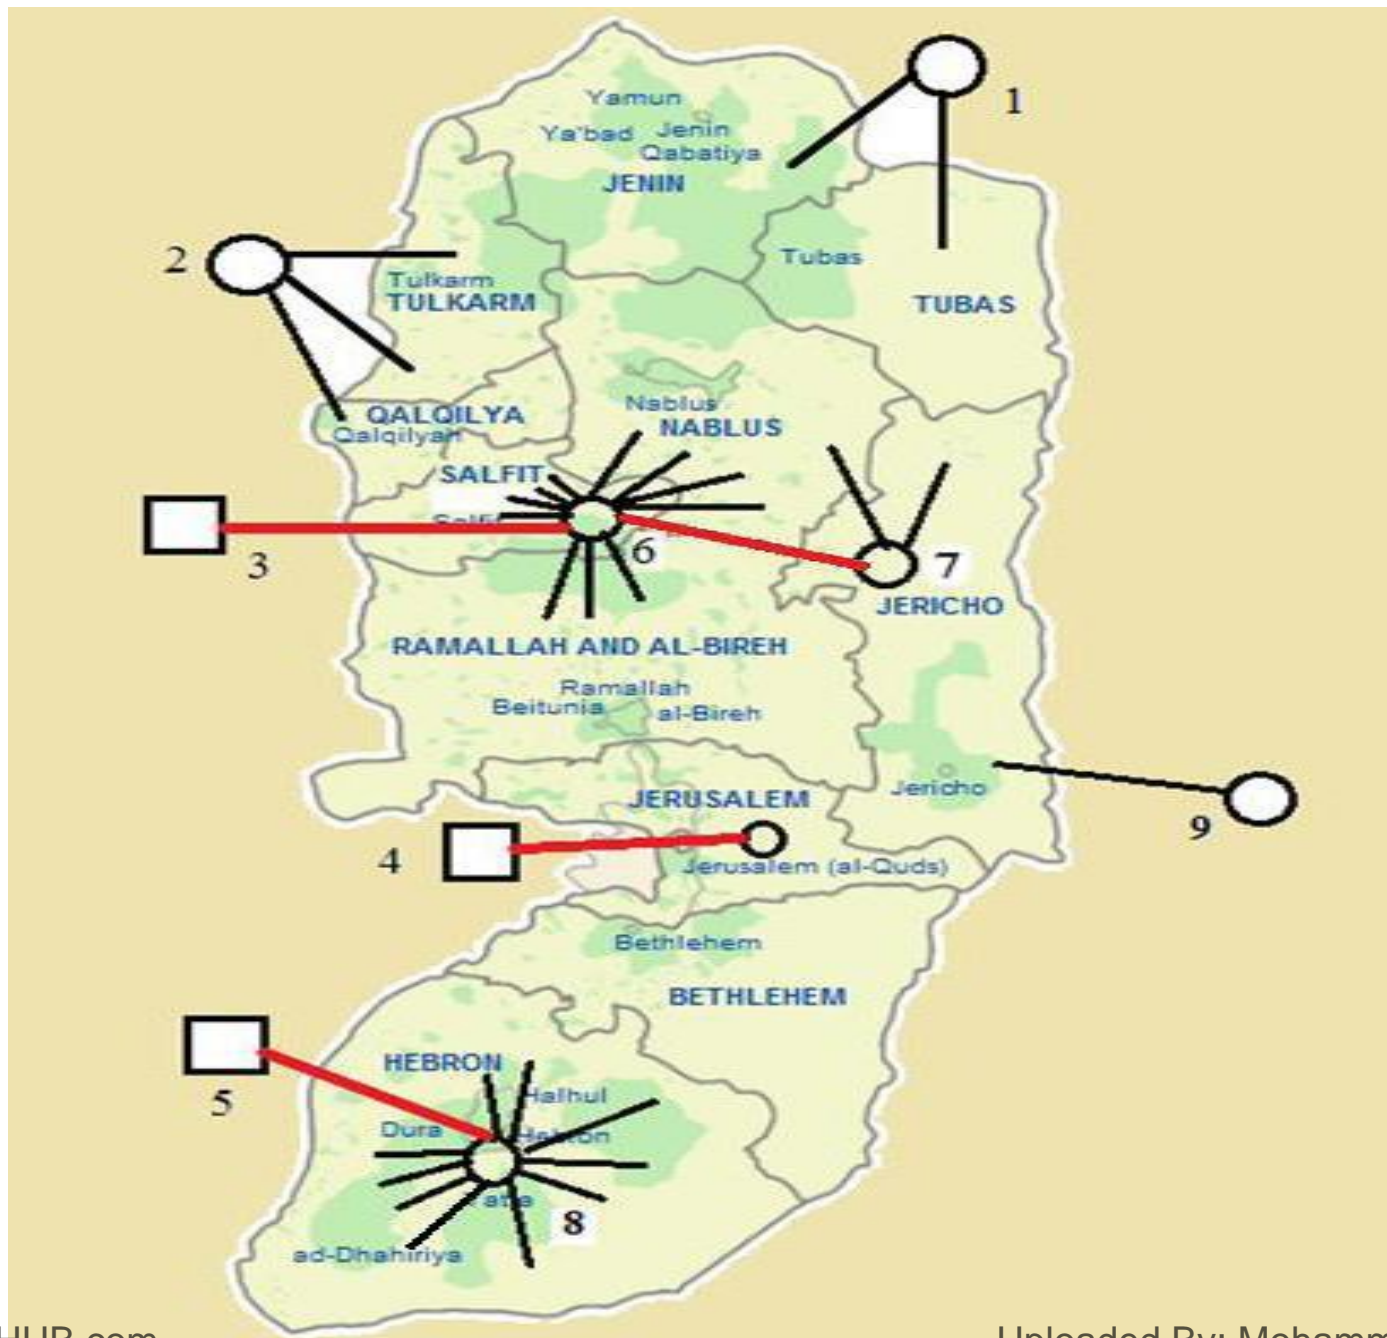 1
Yamun
Ya'bad Jenin
Qabatiya
JENIN
2
Tubas
Tulkarm
TULKARM
TUBAS
Nablus
QALQILYA
NABLUS
Qalqilyah
SALFIT
Salfit
6
3
7
JERICHO
RAMALLAH AND AL-BIREH
Ramallah
Beitunia
al-Bireh
Jericho
JERUSALEM
9
4
Jerusalem (al-Quds)
Bethlehem
BETHLEHEM
HEBRON
5
Halhul
Dura
Hebron
8
ad-Dhahiriya
HUB.com
Uploaded By: Mohamm